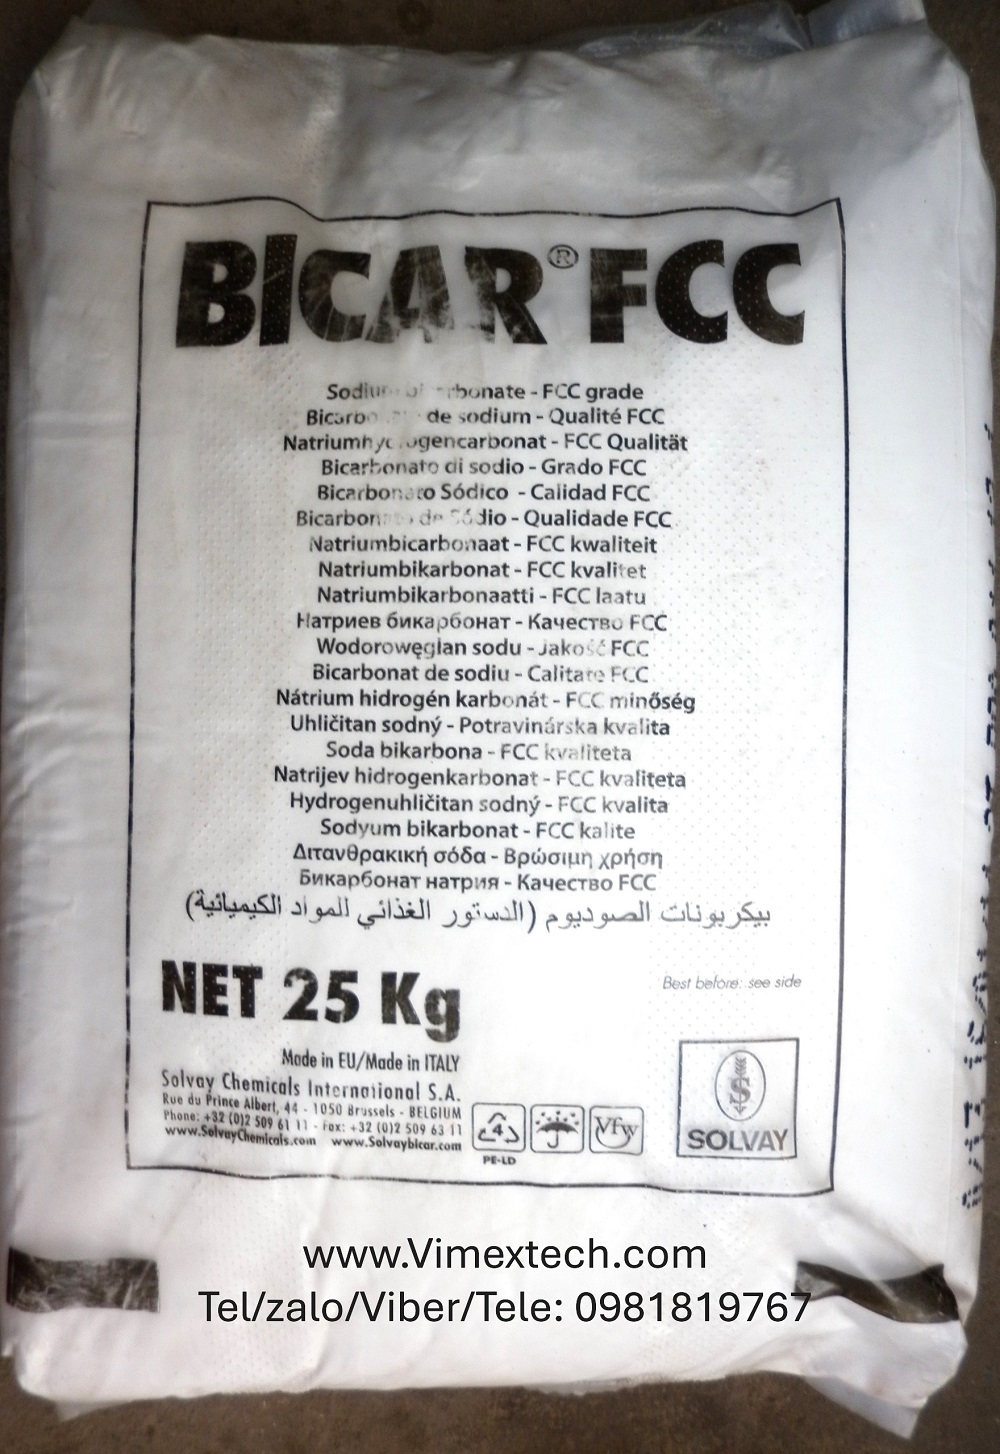 BICAR® FCC
Sodium bicarbonate - FCC grade
Bicarbonate de sodium - Qualité FCC
Natriumhydrogencarbonat - FCC Qualität
Bicarbonato di sodio - Grado FCC
Bicarbonato Sódico - Calidad FCC
Bicarbonato de Sódio - Qualidade FCC
Natriumbicarbonaat - FCC kwaliteit
Natriumbikarbonat - FCC kvalitet
Natriumbikarbonaatti - FCC laatu
Натриев бикарбонат - Качество FCC
Wodorowęglan sodu - Jakość FCC
Bicarbonat de sodiu - Calitate FCC
Nátrium hidrogén karbonát - FCC minőség
Uhličitan sodný - Potravinárska kvalita
Soda bikarbona - FCC kvaliteta
Natrijev hidrogenkarbonat - FCC kvaliteta
Hydrogenuhličitan sodný - FCC kvalita
Sodyum bikarbonat - FCC kalite
Διτανθρακική σόδα - Βρώσιμη χρήση
Бикарбонат натрия - Качество FCC
بيكربونات الصوديوم (الدستور الغذائي للمواد الكيميائية)
NET 25 Kg
Best before: see side
Made in EU/Made in ITALY
Solvay Chemicals International S.A.
Rue du Prince Albert, 44 - 1050 Brussels - BELGIUM
Phone: +32 (0)2 509 61 11 - Fax: +32 (0)2 509 63 11
www.SolvayChemicals.com www.Solvaybicar.com
4
PE-LD
Vfw
SOLVAY
www.Vimextech.com
Tel/zalo/Viber/Tele: 0981819767